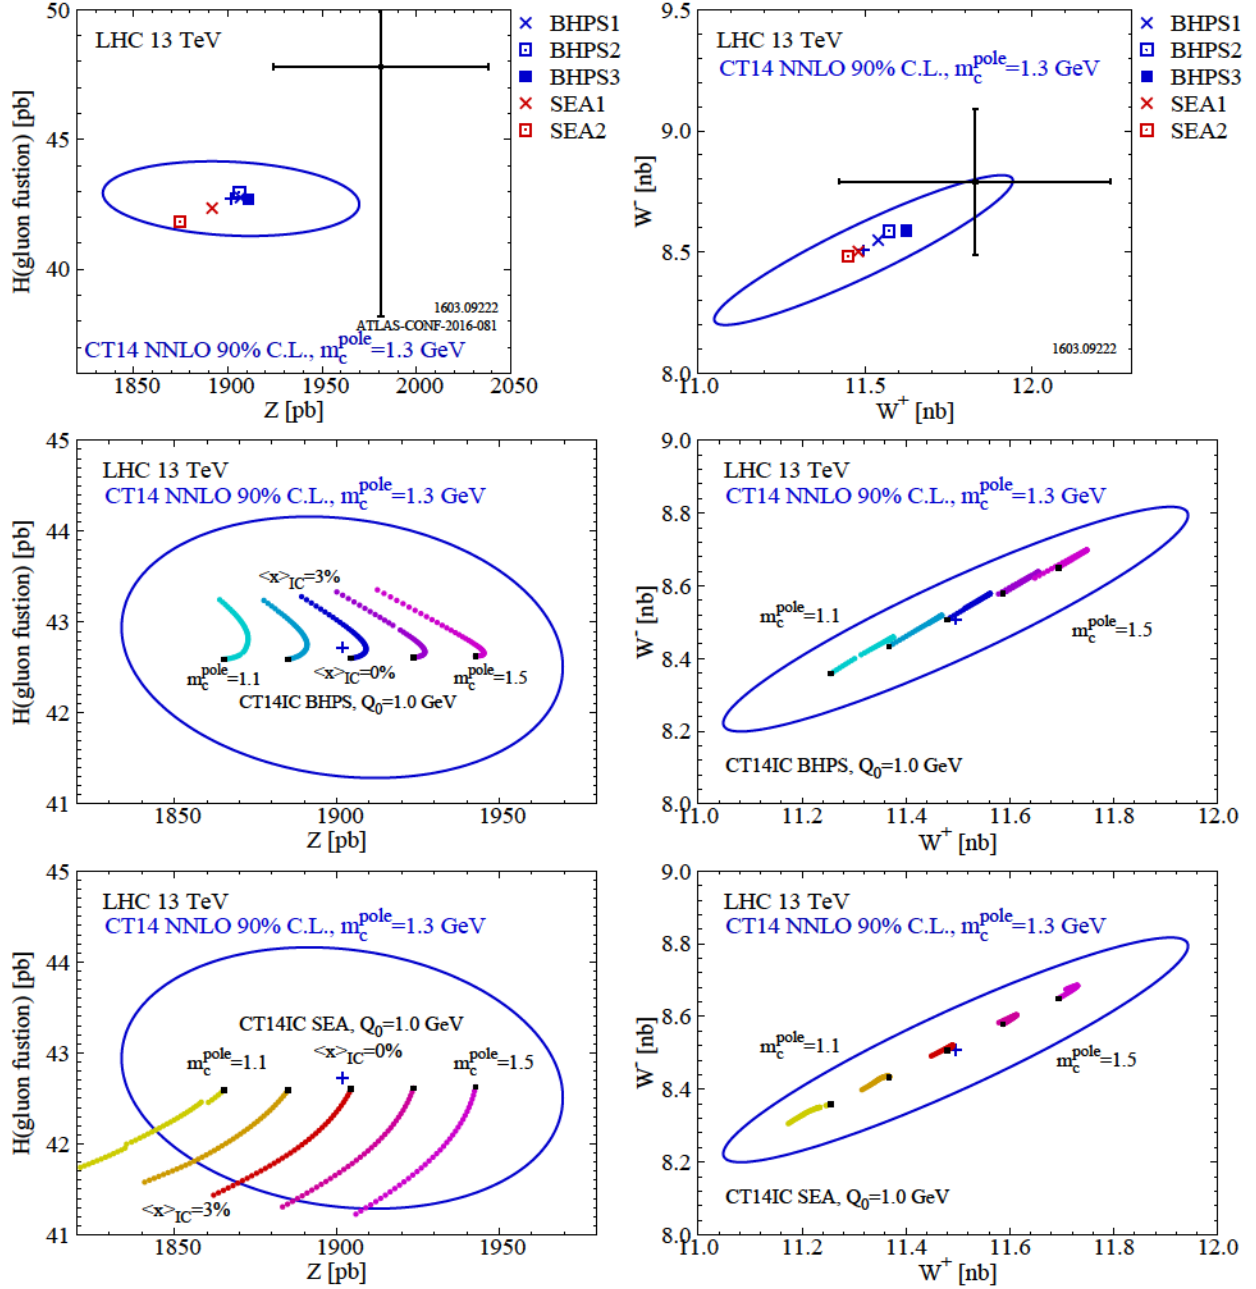 LHC 13 TeV
H(gluon fustion) [pb]
50
45
40
1603.09222
ATLAS-CONF-2016-081
CT14 NNLO 90% C.L., m_c^pole=1.3 GeV
1850 1900 1950 2000 2050
Z [pb]
BHPS1
BHPS2
BHPS3
SEA1
SEA2
LHC 13 TeV
CT14 NNLO 90% C.L., m_c^pole=1.3 GeV
W^- [nb]
9.5
9.0
8.5
8.0
1603.09222
11.0 11.5 12.0
W^+ [nb]
BHPS1
BHPS2
BHPS3
SEA1
SEA2
LHC 13 TeV
CT14 NNLO 90% C.L., m_c^pole=1.3 GeV
H(gluon fustion) [pb]
45
44
43
42
41
<x>_IC=3%
m_c^pole=1.1
<x>_IC=0%
m_c^pole=1.5
CT14IC BHPS, Q_0=1.0 GeV
1850 1900 1950
Z [pb]
LHC 13 TeV
CT14 NNLO 90% C.L., m_c^pole=1.3 GeV
W^- [nb]
9.0
8.8
8.6
8.4
8.2
8.0
m_c^pole=1.1
m_c^pole=1.5
CT14IC BHPS, Q_0=1.0 GeV
11.0 11.2 11.4 11.6 11.8 12.0
W^+ [nb]
LHC 13 TeV
CT14 NNLO 90% C.L., m_c^pole=1.3 GeV
H(gluon fustion) [pb]
45
44
43
42
41
CT14IC SEA, Q_0=1.0 GeV
m_c^pole=1.1
<x>_IC=0%
m_c^pole=1.5
<x>_IC=3%
1850 1900 1950
Z [pb]
LHC 13 TeV
CT14 NNLO 90% C.L., m_c^pole=1.3 GeV
W^- [nb]
9.0
8.8
8.6
8.4
8.2
8.0
m_c^pole=1.1
m_c^pole=1.5
CT14IC SEA, Q_0=1.0 GeV
11.0 11.2 11.4 11.6 11.8 12.0
W^+ [nb]